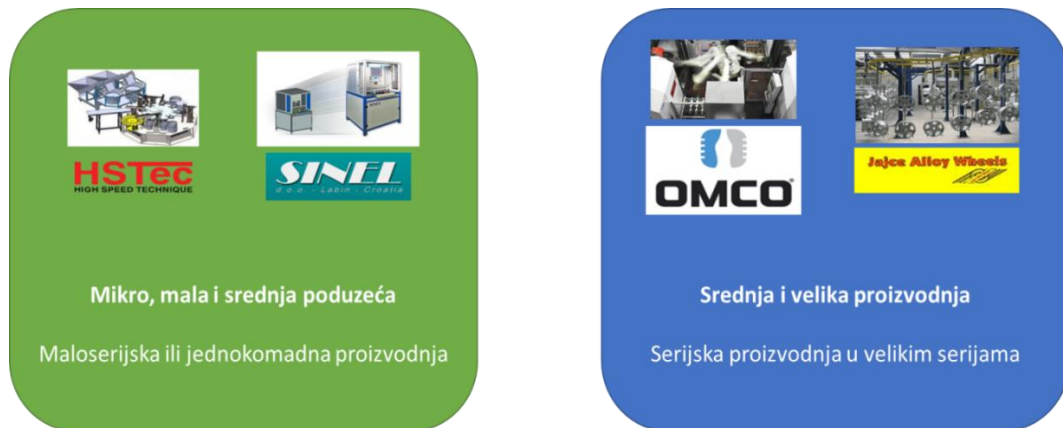 HSTec
HIGH SPEED TECHNIQUE
SINEL
d.o.o. - Labin - Croatia
Mikro, mala i srednja poduzeća
Maloserijska ili jednokomadna proizvodnja
OMCO
Jajce Alloy Wheels
Srednja i velika proizvodnja
Serijska proizvodnja u velikim serijama